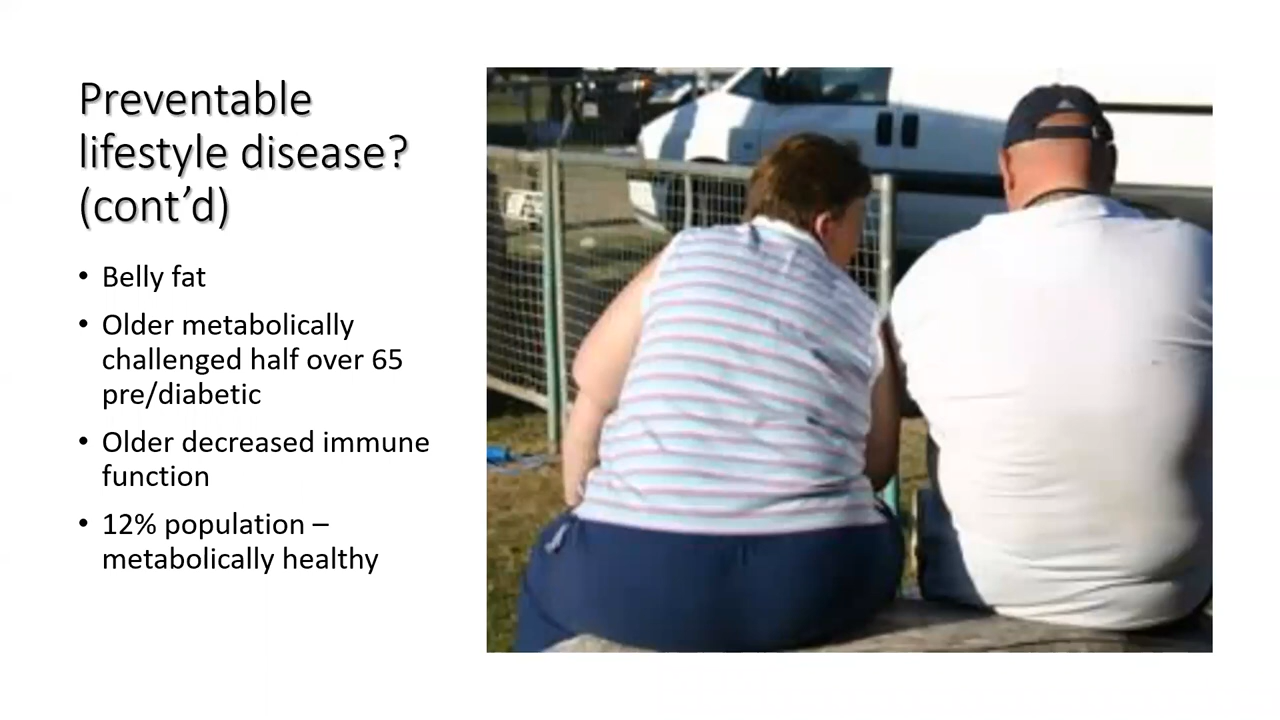 Preventable
lifestyle disease?
(cont’d)
• Belly fat
• Older metabolically
challenged half over 65
pre/diabetic
• Older decreased immune
function
• 12% population –
metabolically healthy